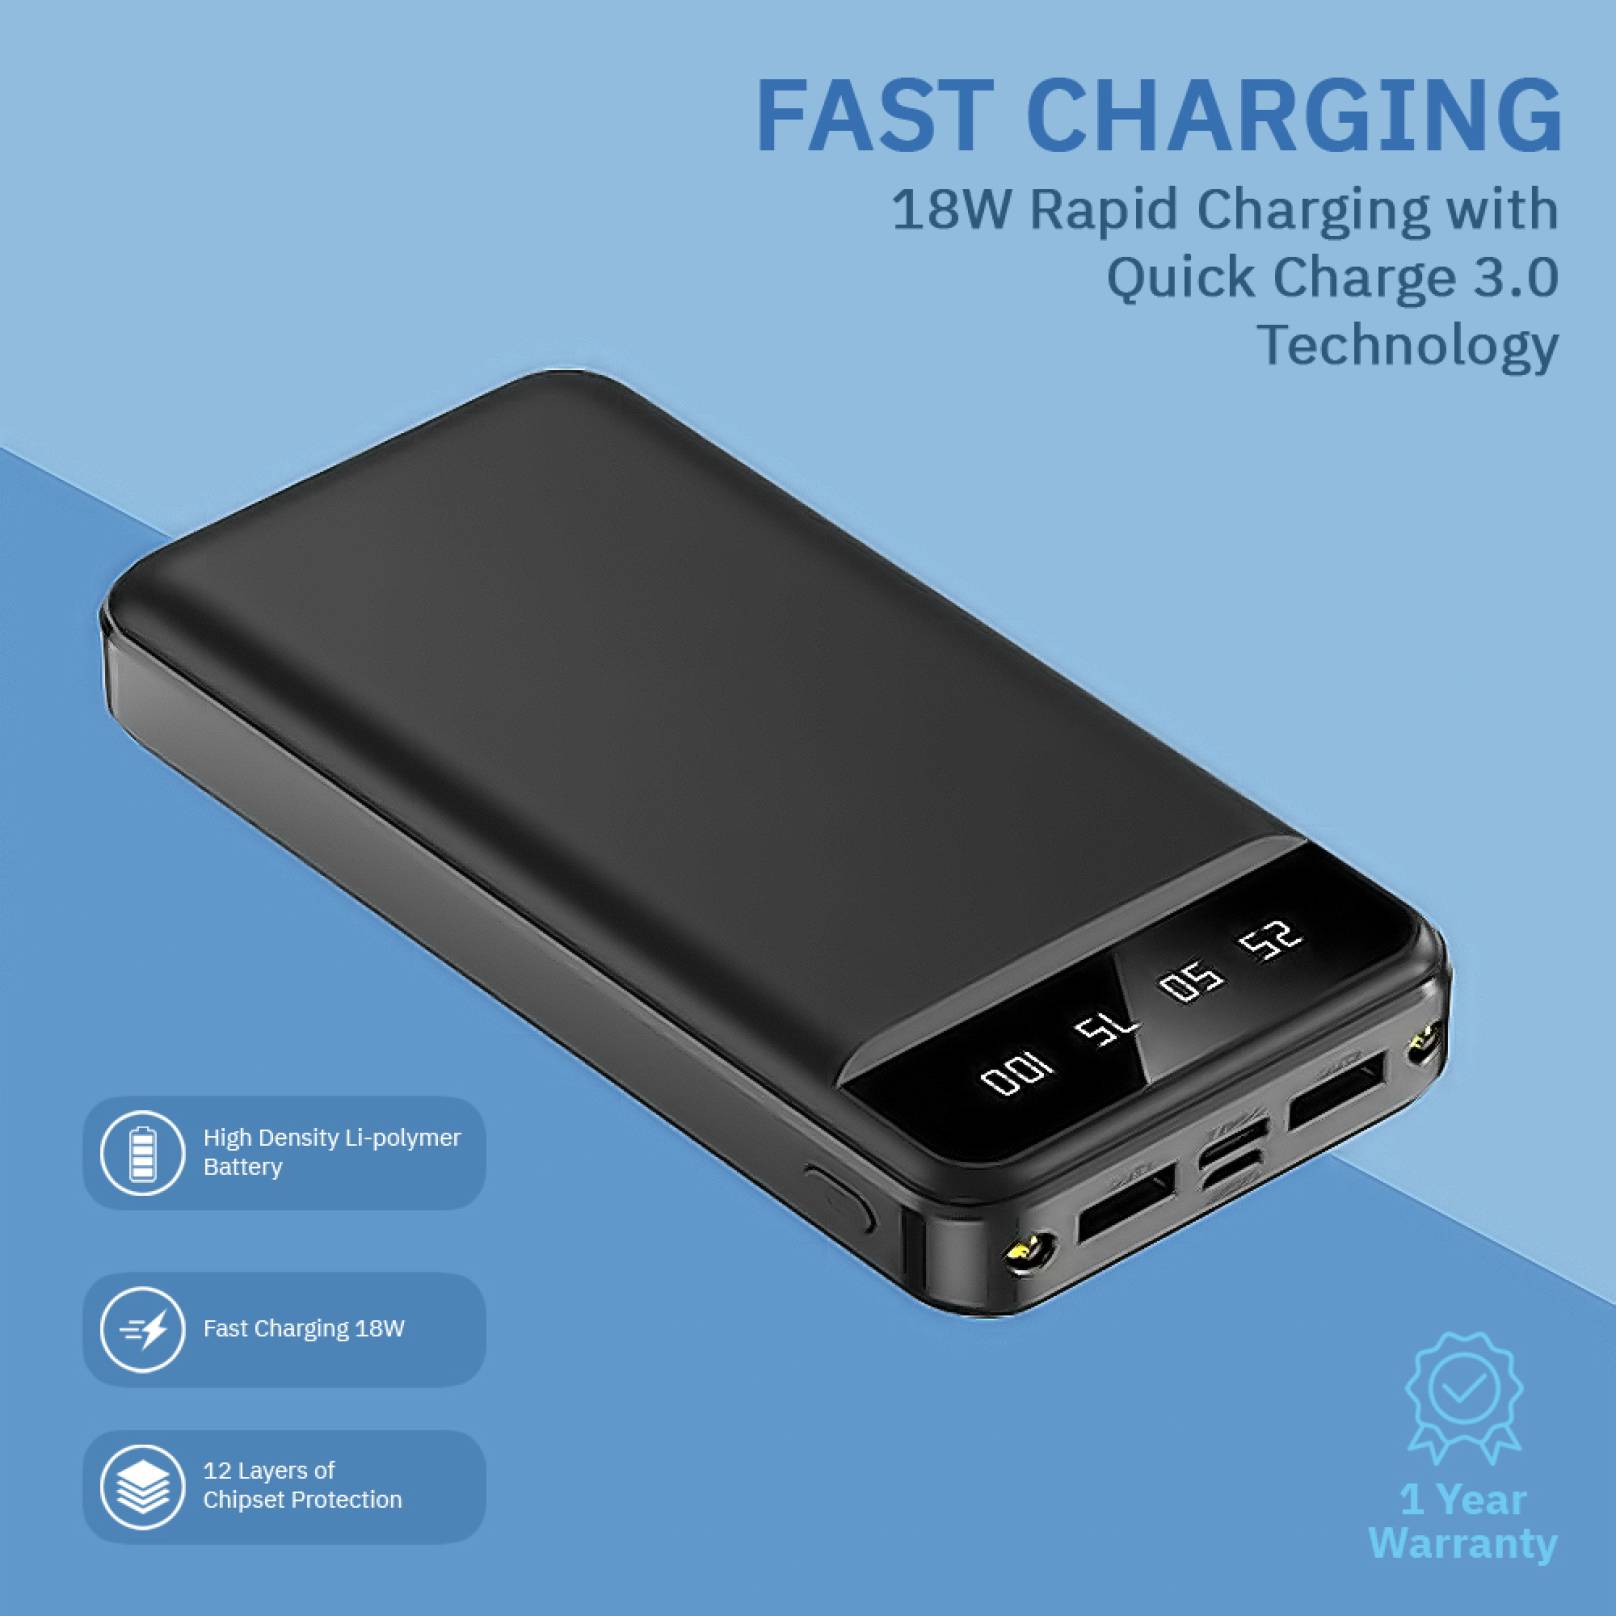 FAST CHARGING
18W Rapid Charging with
Quick Charge 3.0
Technology
100 75 50 25
High Density Li-polymer
Battery
Fast Charging 18W
12 Layers of
Chipset Protection
1 Year
Warranty